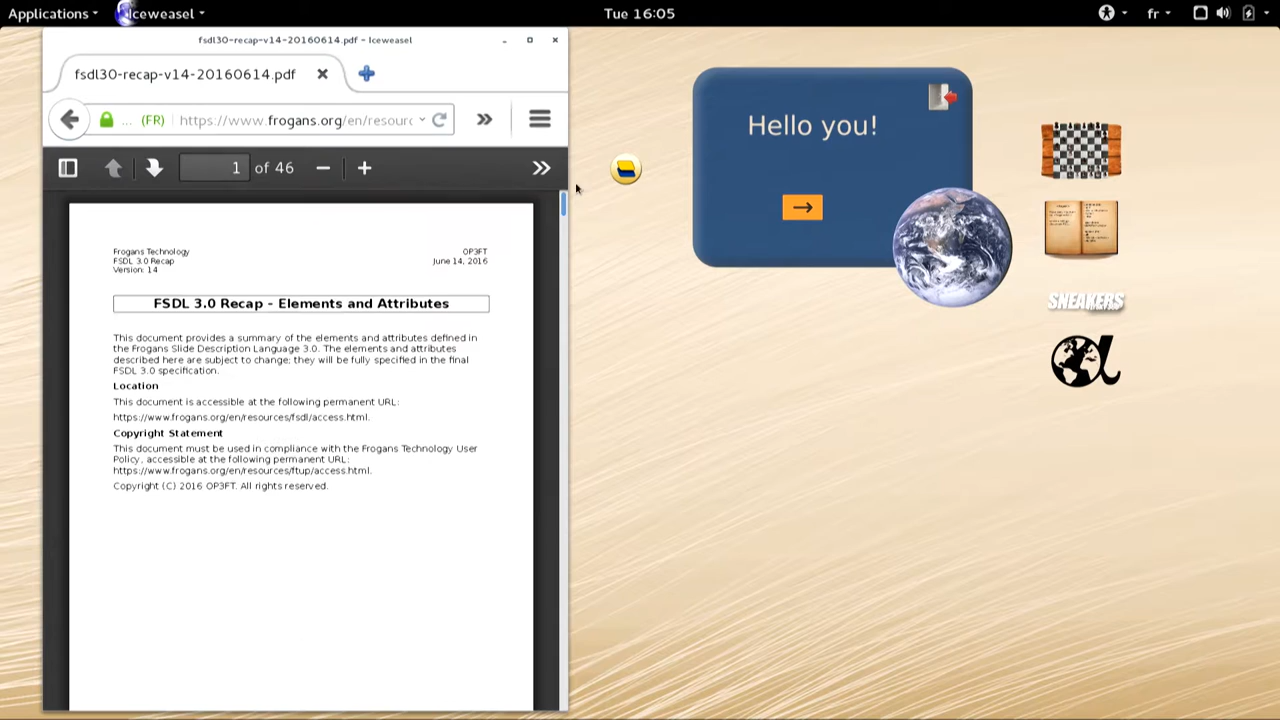 Applications
Iceweasel
Tue 16:05
fr
fsdl30-recap-v14-20160614.pdf - Iceweasel
fsdl30-recap-v14-20160614.pdf
... (FR) https://www.frogans.org/en/resourc
1 of 46
Frogans Technology
FSDL 3.0 Recap
Version: 14
OP3FT
June 14, 2016
FSDL 3.0 Recap - Elements and Attributes
This document provides a summary of the elements and attributes defined in
the Frogans Slide Description Language 3.0. The elements and attributes
described here are subject to change; they will be fully specified in the final
FSDL 3.0 specification.
Location
This document is accessible at the following permanent URL:
https://www.frogans.org/en/resources/fsdl/access.html.
Copyright Statement
This document must be used in compliance with the Frogans Technology User
Policy, accessible at the following permanent URL:
https://www.frogans.org/en/resources/ftup/access.html.
Copyright (C) 2016 OP3FT. All rights reserved.
Hello you!
SNEAKERS